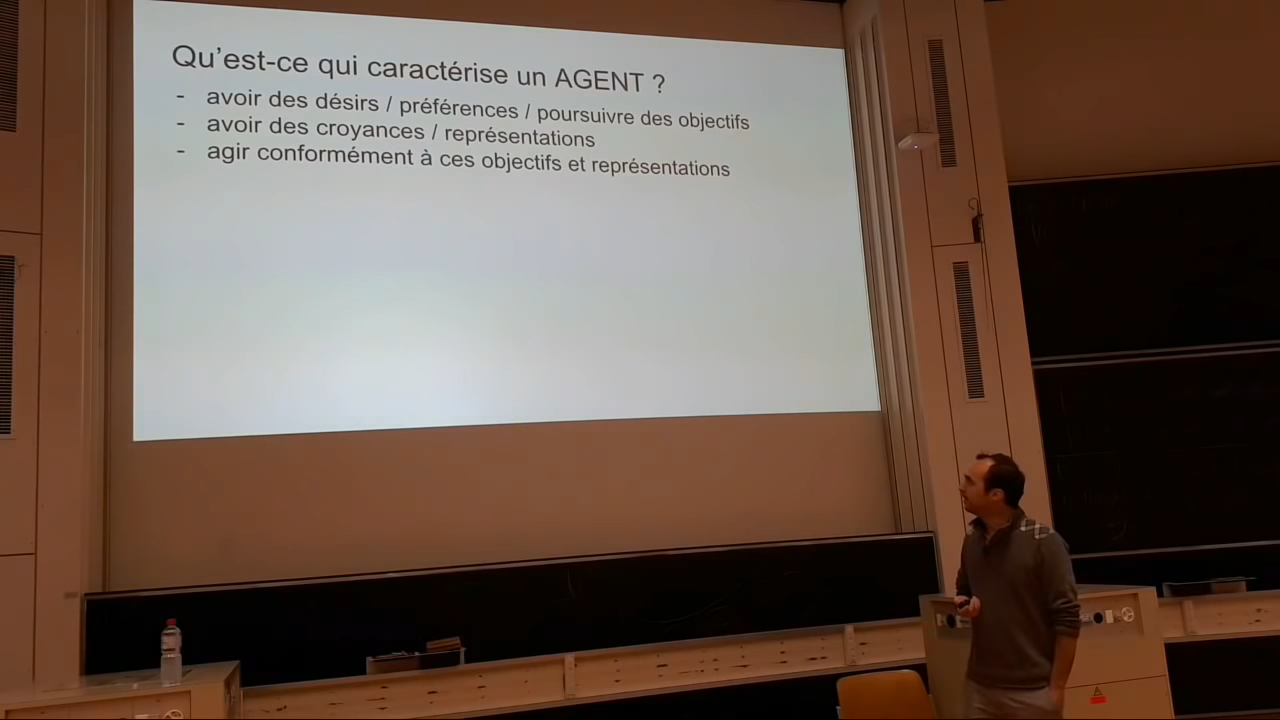 Qu'est-ce qui caractérise un AGENT ?
- avoir des désirs / préférences / poursuivre des objectifs
- avoir des croyances / représentations
- agir conformément à ces objectifs et représentations